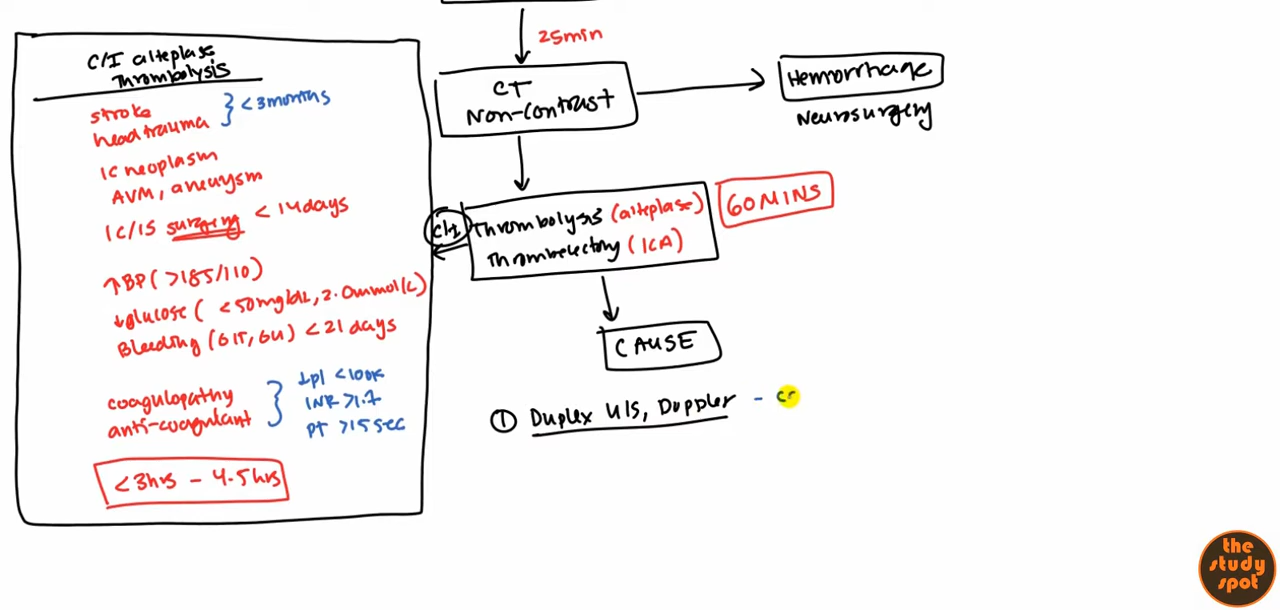 25min
CT
Non-contrast
Hemorrhage
Neurosurgery
C/I alteplase
Thrombolysis
stroke
head trauma
< 3 months
IC neoplasm
AVM, aneurysm
IC/IS surgery < 14 days
↑BP ( >185/110)
↓glucose ( < 50mg/dL, 2.0mmol/L)
Bleeding (GIT, GU) < 21 days
coagulopathy
anti-coagulant
↓pl < 100K
INR >1.7
PT >15 sec
<3hrs - 4.5hrs
C/I
Thrombolysis (alteplase)
Thrombectomy (ICA)
60 MINS
CAUSE
① Duplex U/S, Doppler -
the
study
spot